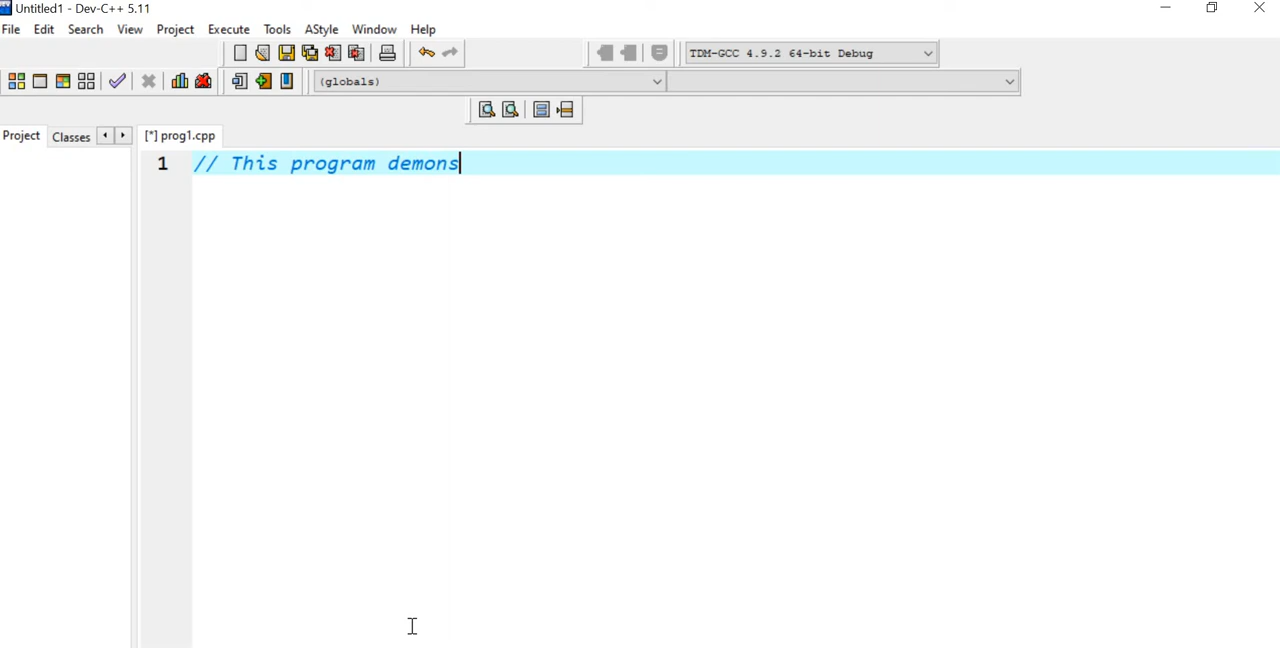 Untitled1 - Dev-C++ 5.11
File Edit Search View Project Execute Tools AStyle Window Help
TDM-GCC 4.9.2 64-bit Debug
(globals)
Project Classes [*] prog1.cpp
1 // This program demons